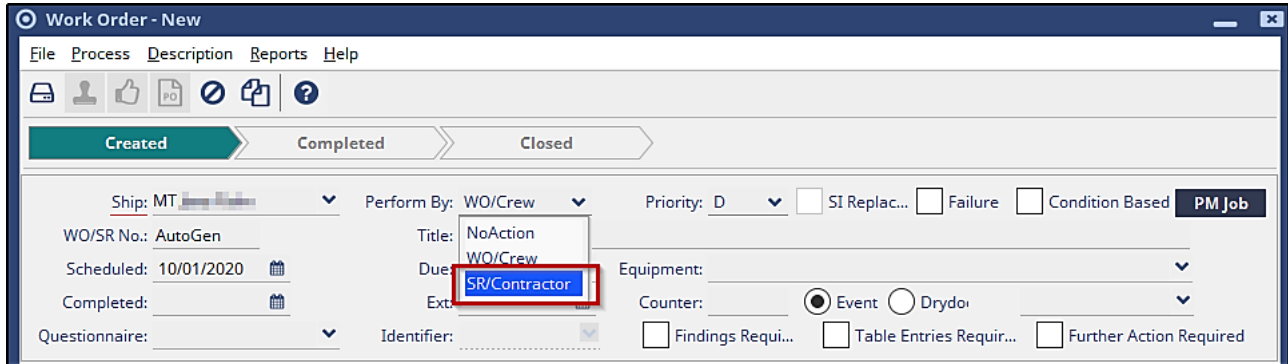 Work Order - New
File Process Description Reports Help
PO
Created Completed Closed
Ship: MT Perform By: WO/Crew Priority: D SI Replac... Failure Condition Based PM Job
WO/SR No.: AutoGen Title: NoAction
WO/Crew
Scheduled: 10/01/2020 Due Equipment:
SR/Contractor
Completed: Ext: Counter: Event Drydo
Questionnaire: Identifier: Findings Requi... Table Entries Requir... Further Action Required